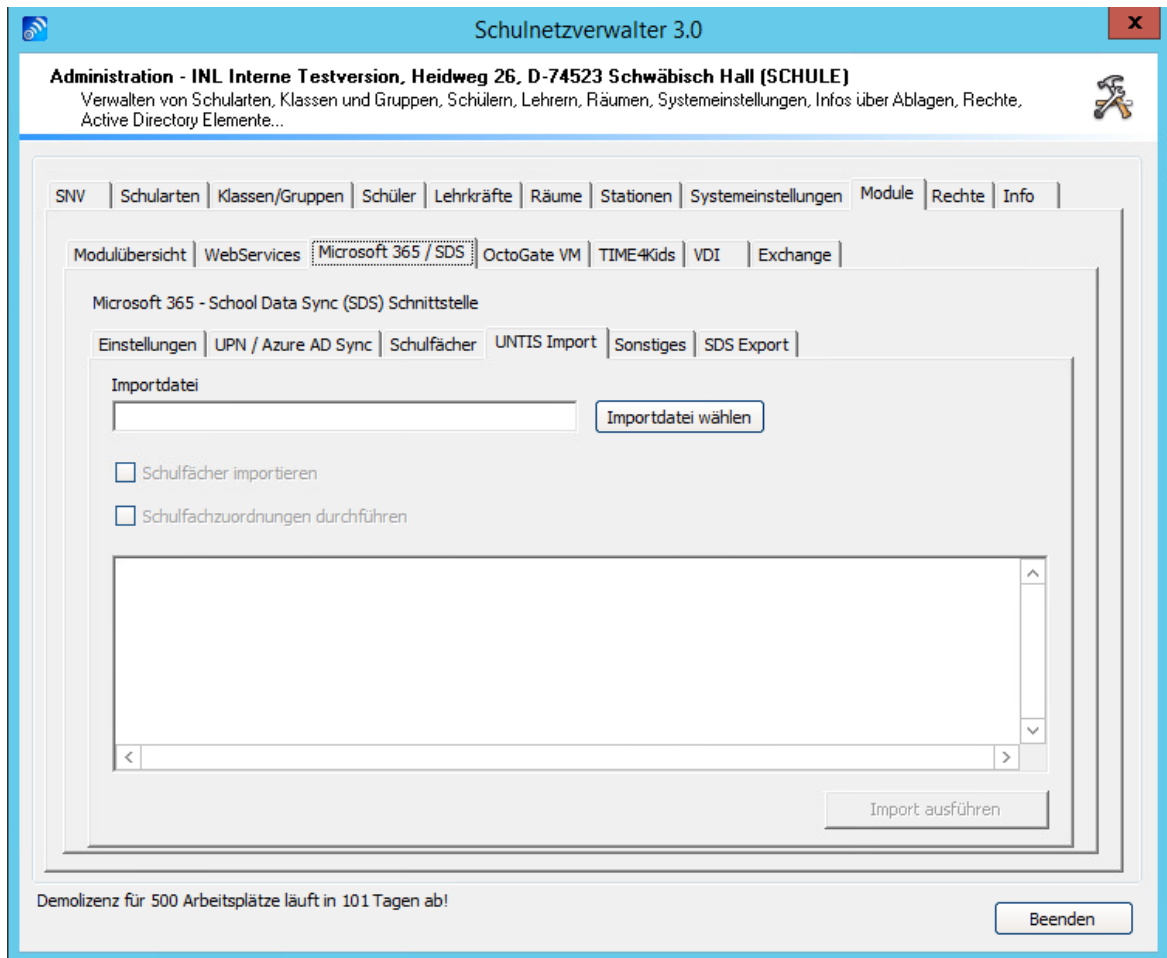 Schulnetzverwalter 3.0
x
Administration - INL Interne Testversion, Heidweg 26, D-74523 Schwäbisch Hall (SCHULE)
Verwalten von Schularten, Klassen und Gruppen, Schülern, Lehrern, Räumen, Systemeinstellungen, Infos über Ablagen, Rechte,
Active Directory Elemente...
SNV Schularten Klassen/Gruppen Schüler Lehrkräfte Räume Stationen Systemeinstellungen Module Rechte Info
Modulübersicht WebServices Microsoft 365 / SDS OctoGate VM TIME4Kids VDI Exchange
Microsoft 365 - School Data Sync (SDS) Schnittstelle
Einstellungen UPN / Azure AD Sync Schulfächer UNTIS Import Sonstiges SDS Export
Importdatei
Importdatei wählen
Schulfächer importieren
Schulfachzuordnungen durchführen
Import ausführen
Demolizenz für 500 Arbeitsplätze läuft in 101 Tagen ab!
Beenden